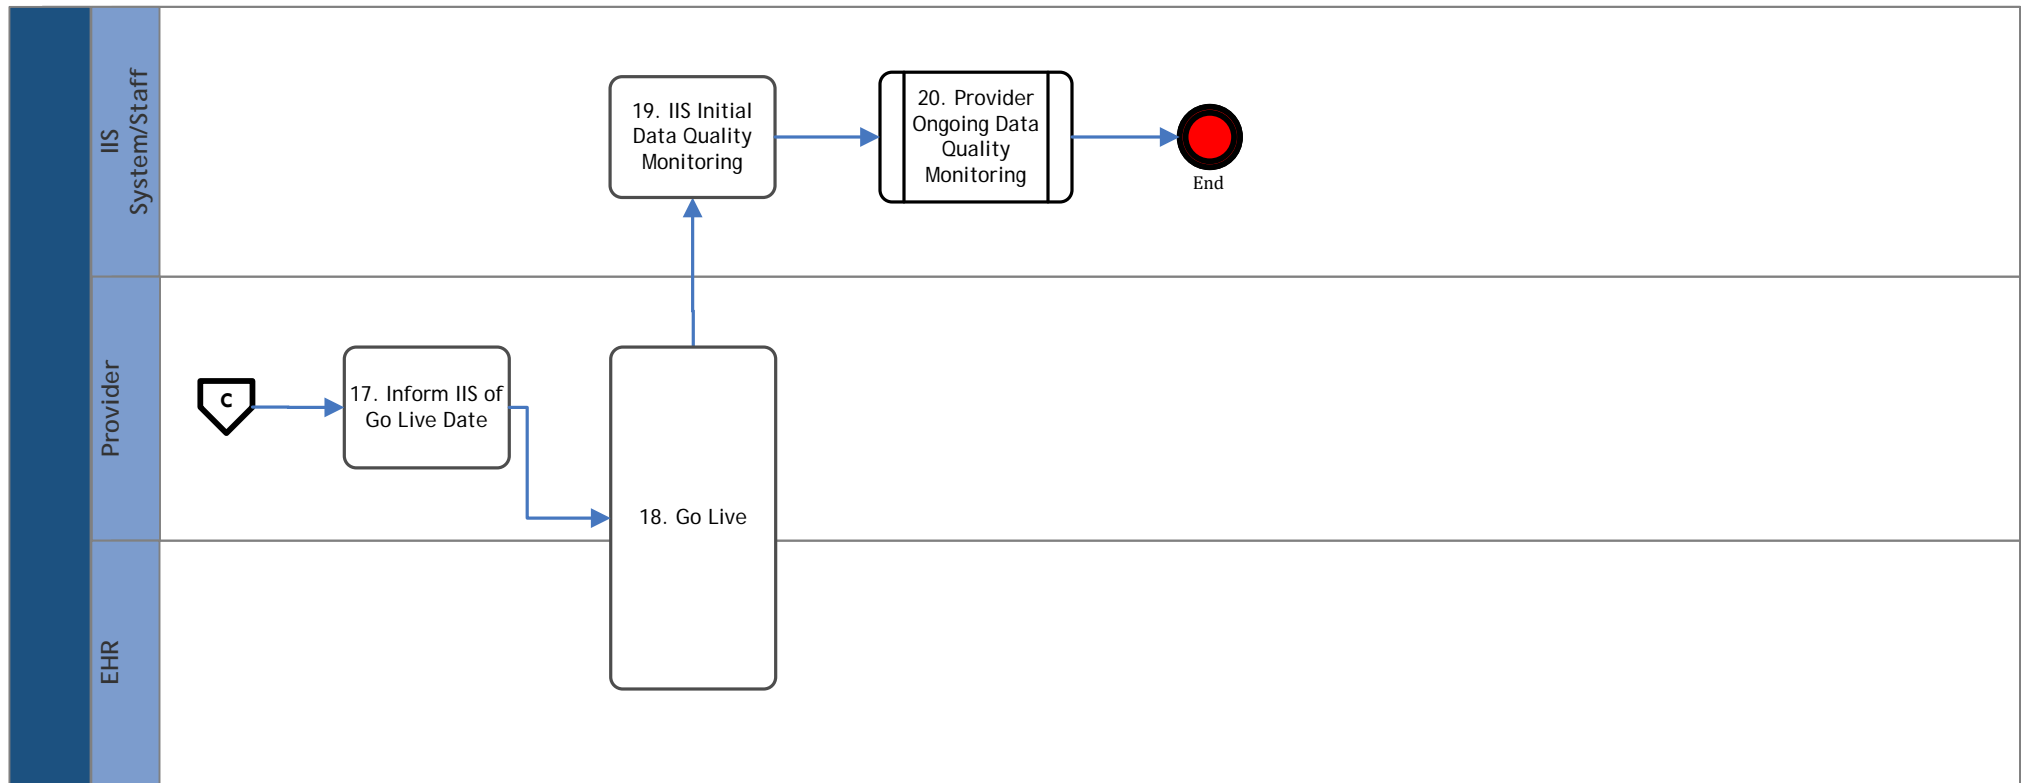 IIS
System/Staff
19. IIS Initial
Data Quality
Monitoring
20. Provider
Ongoing Data
Quality
Monitoring
End
Provider
C
17. Inform IIS of
Go Live Date
18. Go Live
EHR